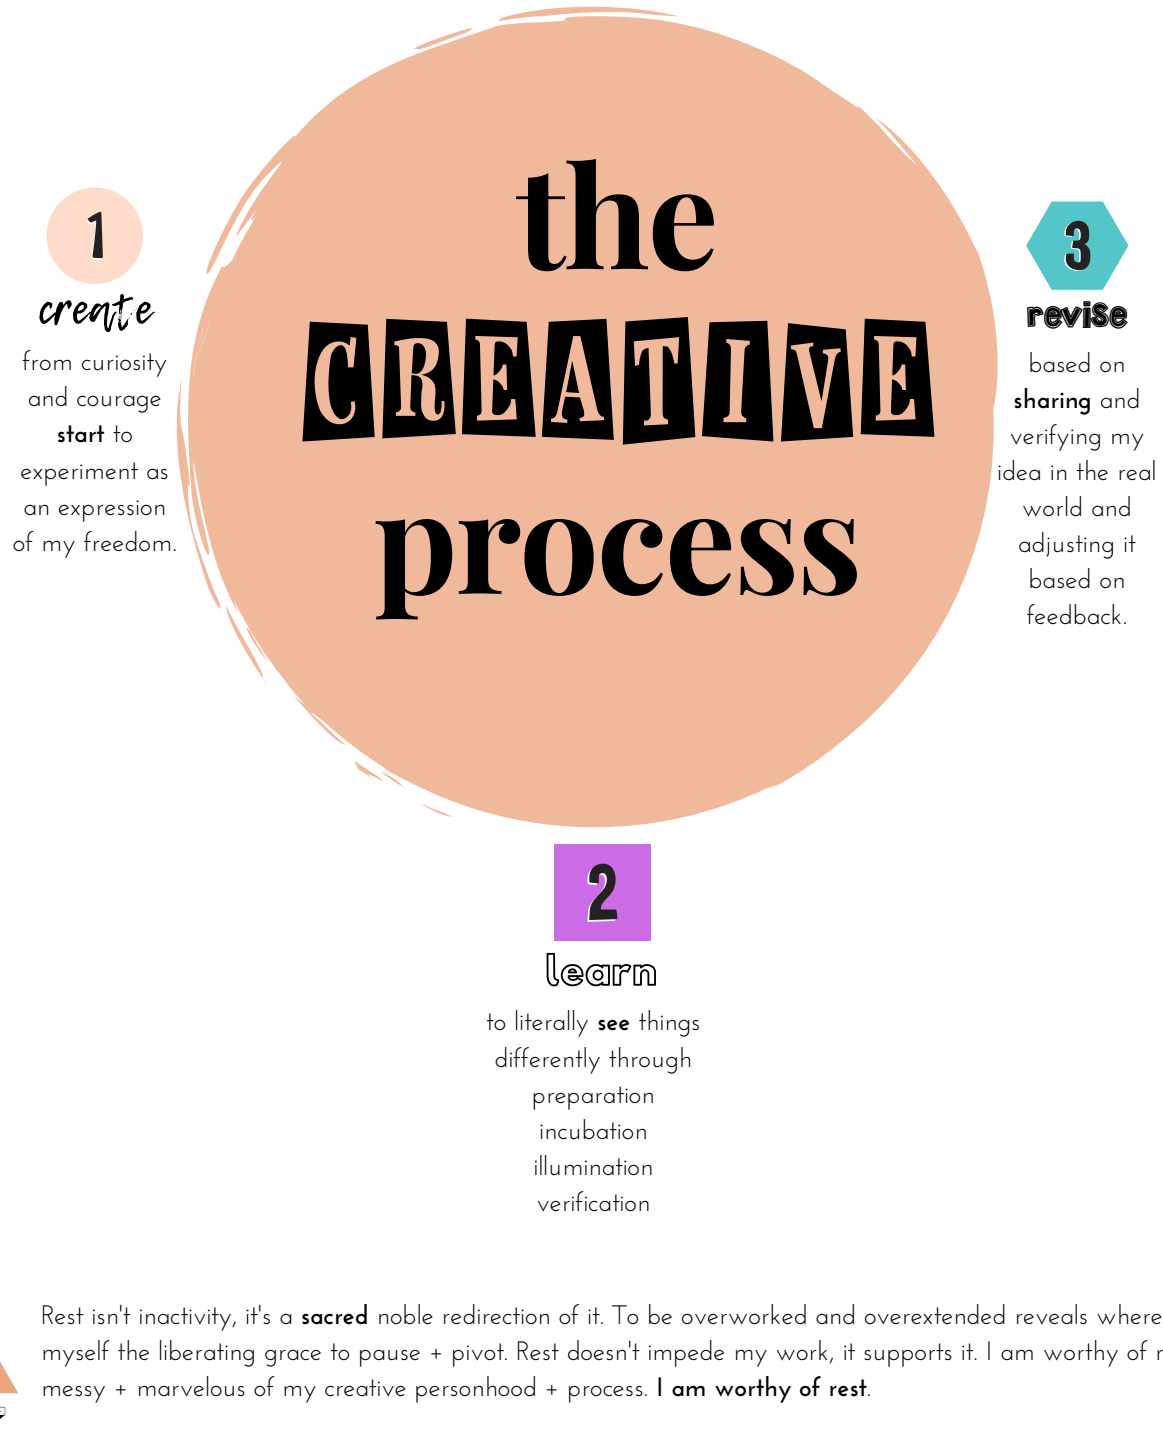 the
CREATIVE
process
1
create
from curiosity
and courage
start to
experiment as
an expression
of my freedom.
2
learn
to literally see things
differently through
preparation
incubation
illumination
verification
3
revise
based on
sharing and
verifying my
idea in the real
world and
adjusting it
based on
feedback.
Rest isn't inactivity, it's a sacred noble redirection of it. To be overworked and overextended reveals where
myself the liberating grace to pause + pivot. Rest doesn't impede my work, it supports it. I am worthy of
messy + marvelous of my creative personhood + process. I am worthy of rest.